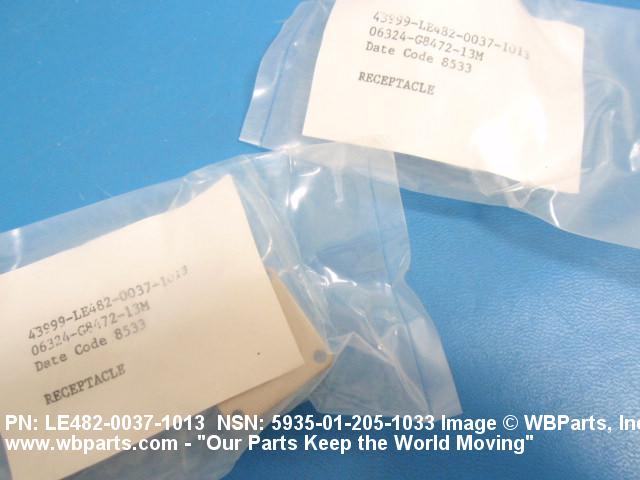 43999-LE482-0037-1013
06324-G8472-13M
Date Code 8533
RECEPTACLE
43999-LE482-0037-1013
06324-G8472-13M
Date Code 8533
RECEPTACLE
PN: LE482-0037-1013 NSN: 5935-01-205-1033 Image © WBParts, Inc
www.wbparts.com - "Our Parts Keep the World Moving"